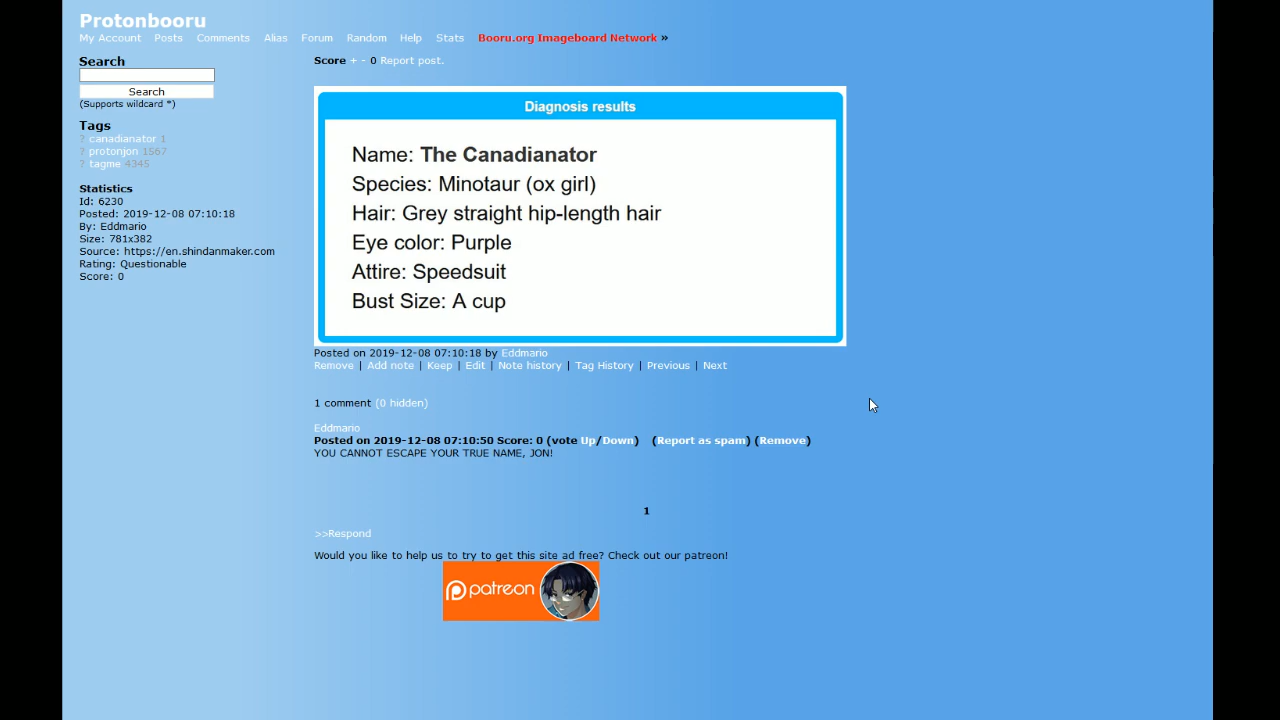 Protonbooru
My Account Posts Comments Alias Forum Random Help Stats Booru.org Imageboard Network »
Search
Search
(Supports wildcard *)
Tags
? canadianator 1
? protonjon 1567
? tagme 4345
Statistics
Id: 6230
Posted: 2019-12-08 07:10:18
By: Eddmario
Size: 781x382
Source: https://en.shindanmaker.com
Rating: Questionable
Score: 0
Score + - 0 Report post.
Diagnosis results
Name: The Canadianator
Species: Minotaur (ox girl)
Hair: Grey straight hip-length hair
Eye color: Purple
Attire: Speedsuit
Bust Size: A cup
Posted on 2019-12-08 07:10:18 by Eddmario
Remove | Add note | Keep | Edit | Note history | Tag History | Previous | Next
1 comment (0 hidden)
Eddmario
Posted on 2019-12-08 07:10:50 Score: 0 (vote Up/Down) (Report as spam) (Remove)
YOU CANNOT ESCAPE YOUR TRUE NAME, JON!
1
>>Respond
Would you like to help us to try to get this site ad free? Check out our patreon!
patreon